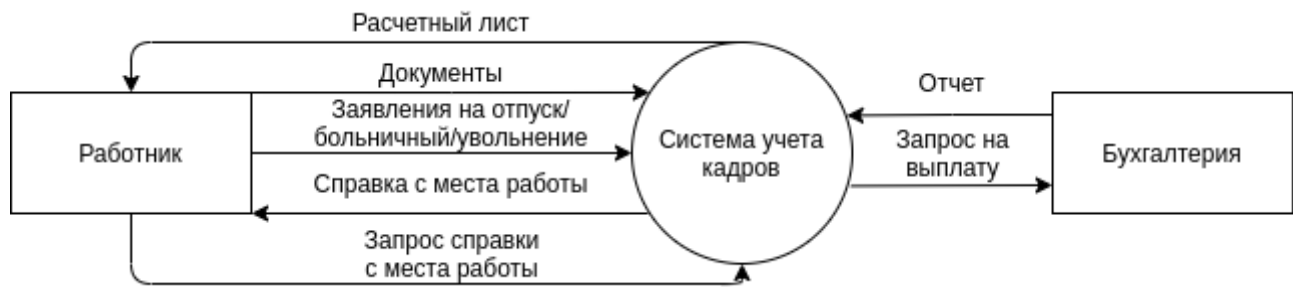 Расчетный лист
Документы
Заявления на отпуск/
больничный/увольнение
Справка с места работы
Запрос справки
с места работы
Работник
Система учета
кадров
Отчет
Запрос на
выплату
Бухгалтерия